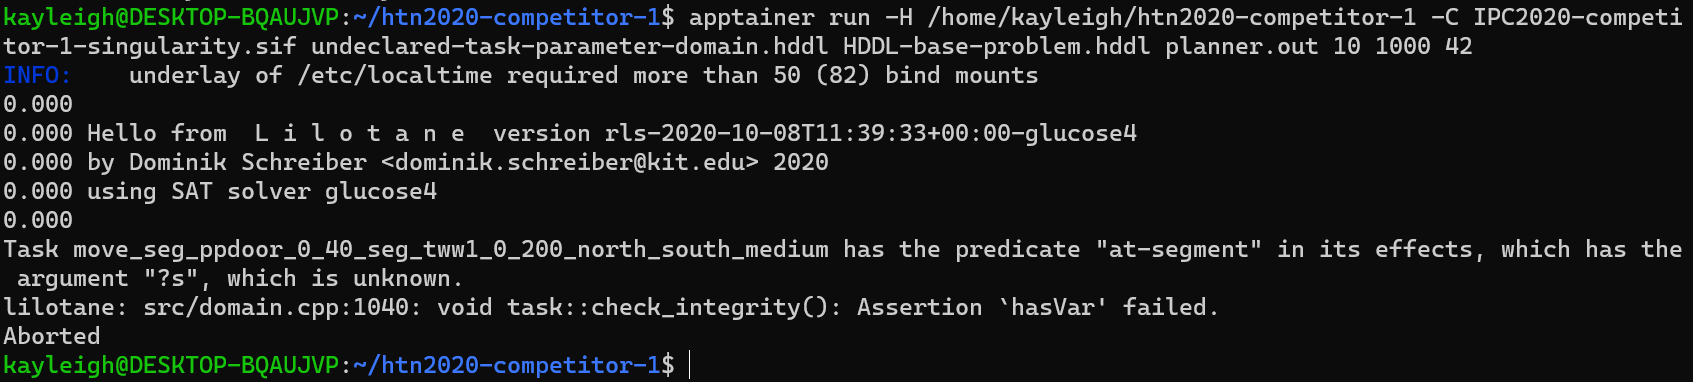 kayleigh@DESKTOP-BQAUJVP:~/htn2020-competitor-1$ apptainer run -H /home/kayleigh/htn2020-competitor-1 -C IPC2020-competi
tor-1-singularity.sif undeclared-task-parameter-domain.hddl HDDL-base-problem.hddl planner.out 10 1000 42
INFO:    underlay of /etc/localtime required more than 50 (82) bind mounts
0.000
0.000 Hello from  L i l o t a n e  version rls-2020-10-08T11:39:33+00:00-glucose4
0.000 by Dominik Schreiber <dominik.schreiber@kit.edu> 2020
0.000 using SAT solver glucose4
0.000
Task move_seg_ppdoor_0_40_seg_tww1_0_200_north_south_medium has the predicate "at-segment" in its effects, which has the
 argument "?s", which is unknown.
lilotane: src/domain.cpp:1040: void task::check_integrity(): Assertion `hasVar' failed.
Aborted
kayleigh@DESKTOP-BQAUJVP:~/htn2020-competitor-1$